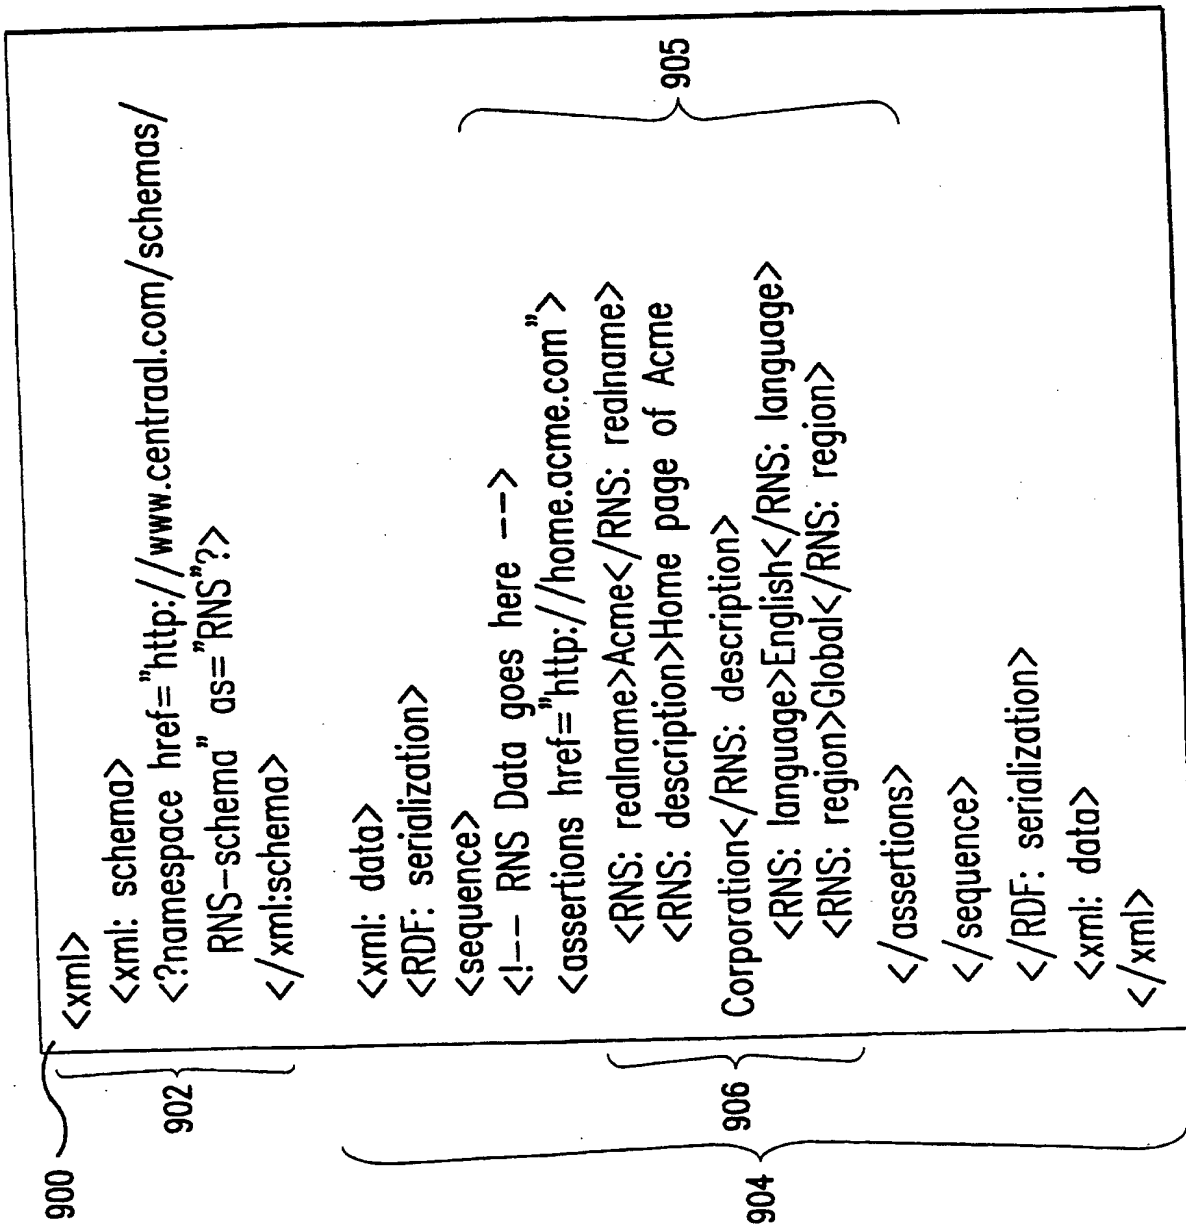 900
<xml>
<xml: schema>
<?namespace href="http://www.centraal.com/schemas/
RNS-schema" as="RNS"?>
</xml:schema>
902
<xml: data>
<RDF: serialization>
<sequence>
<!-- RNS Data goes here -->
<assertions href="http://home.acme.com">
<RNS: realname>Acme</RNS: realname>
<RNS: description>Home page of Acme
Corporation</RNS: description>
<RNS: language>English</RNS: language>
<RNS: region>Global</RNS: region>
</assertions>
</sequence>
</RDF: serialization>
<xml: data>
</xml>
904
906
905